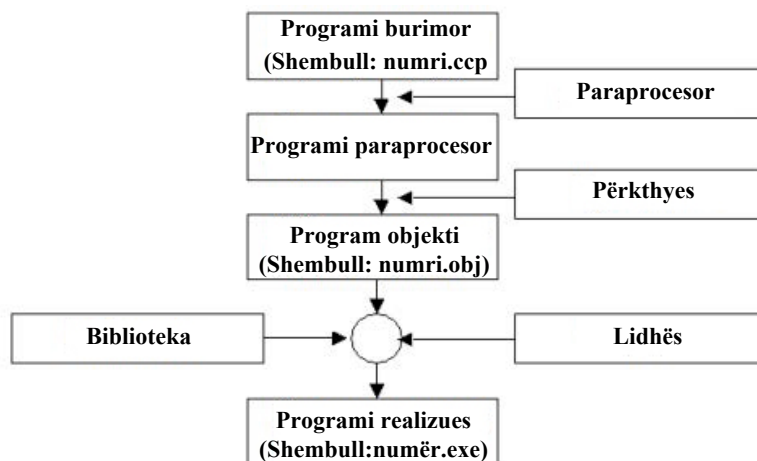 Programi burimor
(Shembull: numri.ccp
Paraprocesor
Programi paraprocesor
Përkthyes
Program objekti
(Shembull: numri.obj)
Biblioteka
Lidhës
Programi realizues
(Shembull:numër.exe)